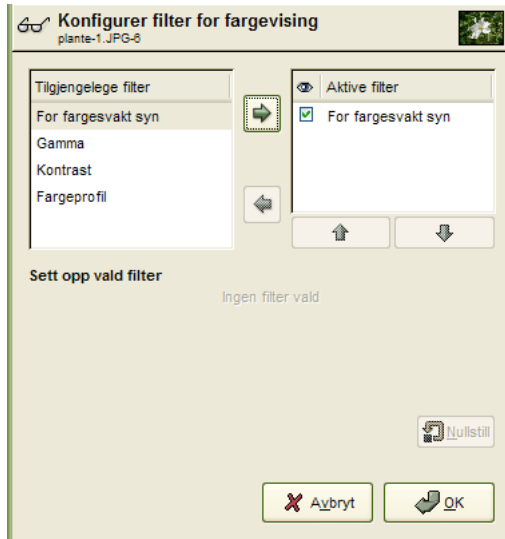 Konfigurer filter for fargevising
plante-1.JPG-6
Tilgjengelege filter
For fargesvakt syn
Gamma
Kontrast
Fargeprofil
Aktive filter
For fargesvakt syn
Sett opp vald filter
Ingen filter vald
Nullstill
Avbryt
OK